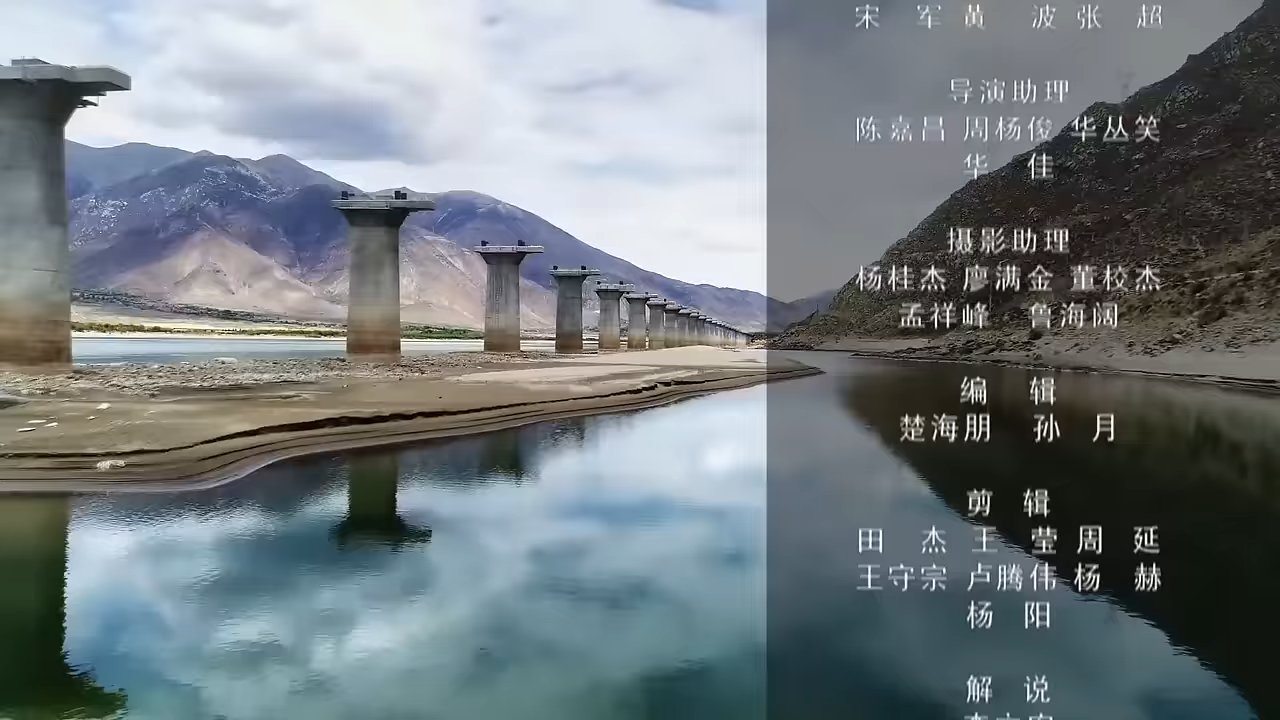 宋　军 黄　波 张　超
导演助理
陈嘉昌 周杨俊 华丛笑
华　佳
摄影助理
杨桂杰 廖满金 董校杰
孟祥峰 鲁海阔
编　辑
楚海朋 孙　月
剪　辑
田　杰 王　莹 周　延
王守宗 卢腾伟 杨　赫
杨　阳
解　说